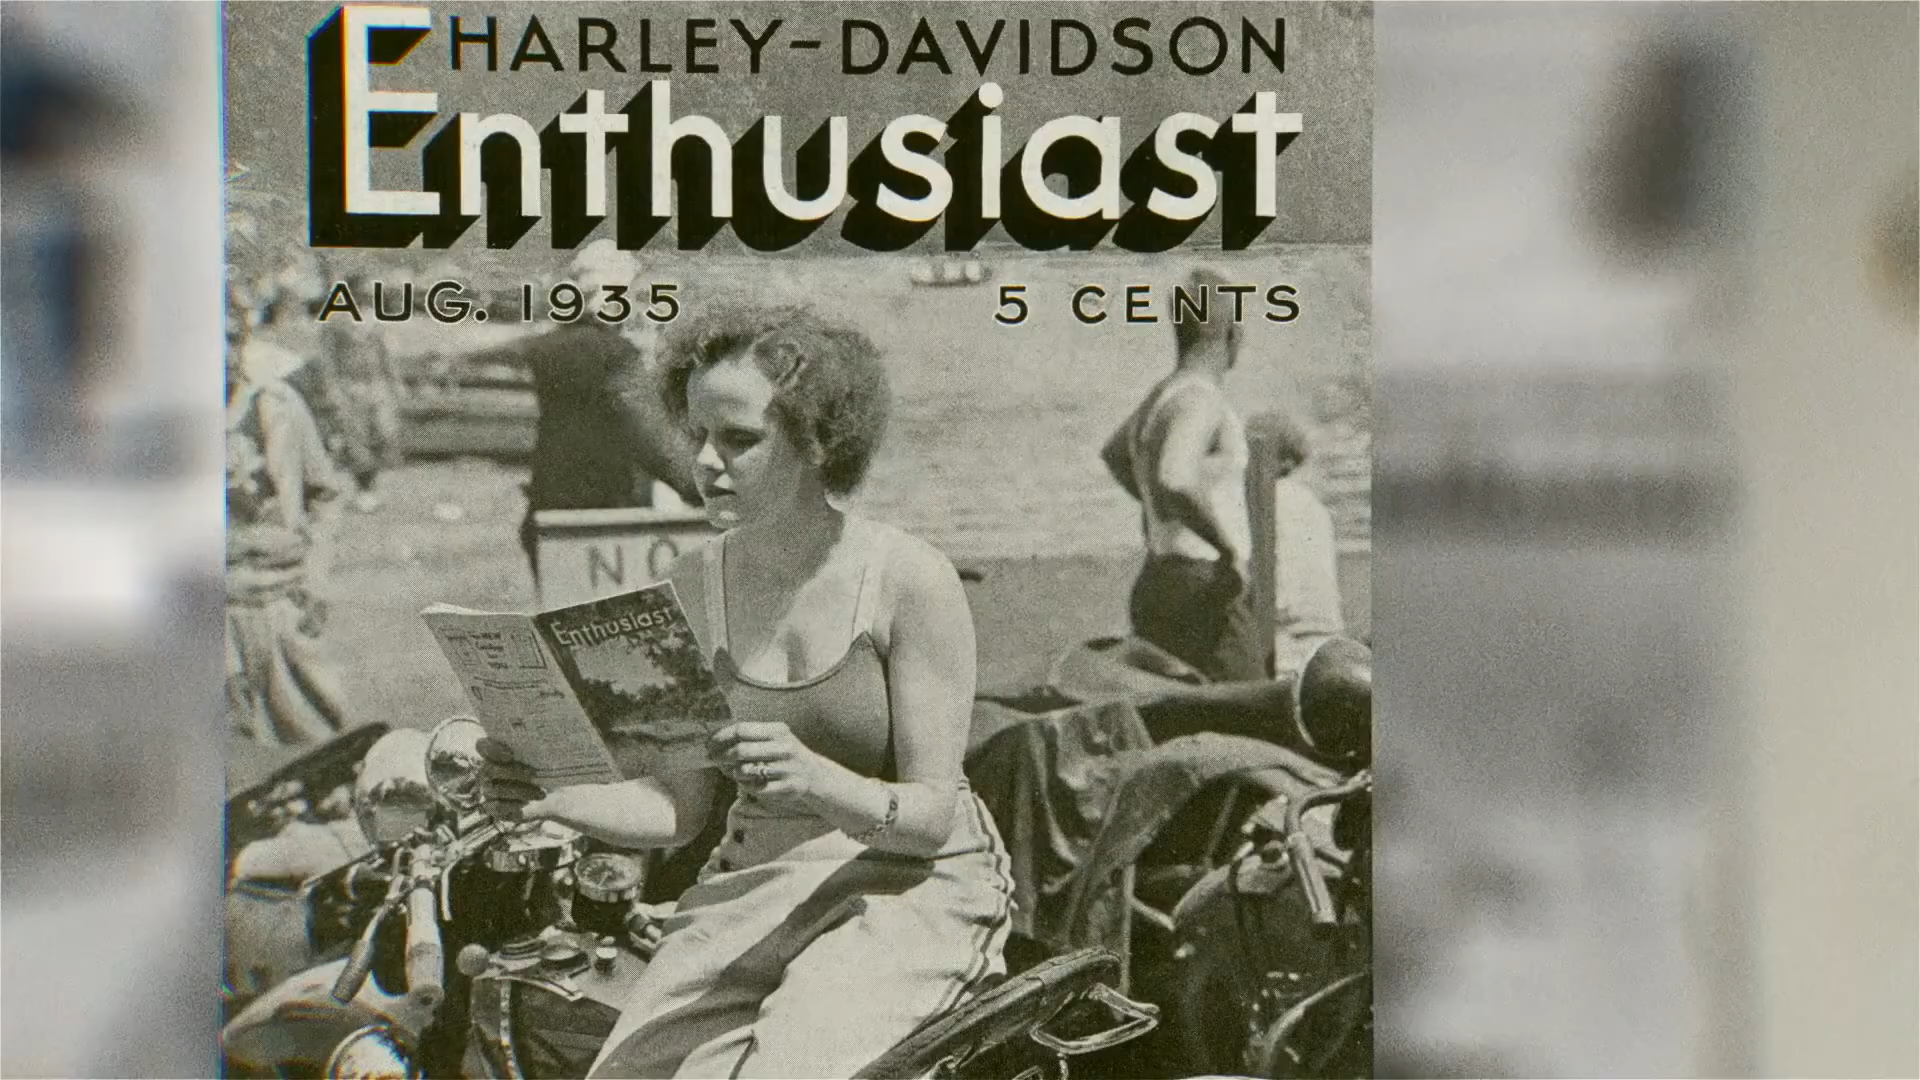 HARLEY-DAVIDSON
Enthusiast
AUG. 1935
5 CENTS
NO
Enthusiast